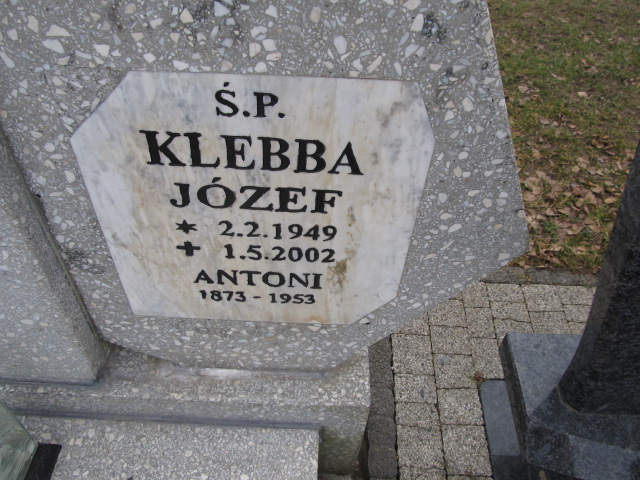 Ś.P.
KLEBBA
JÓZEF
* 2.2.1949
+ 1.5.2002
ANTONI
1873 - 1953